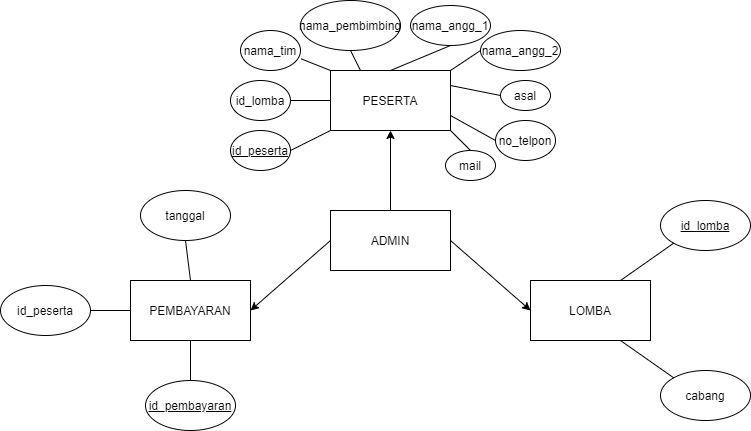 nama_pembimbing
nama_angg_1
nama_tim
nama_angg_2
id_lomba
PESERTA
asal
id_peserta
no_telpon
mail
tanggal
id_lomba
ADMIN
id_peserta
PEMBAYARAN
LOMBA
id_pembayaran
cabang